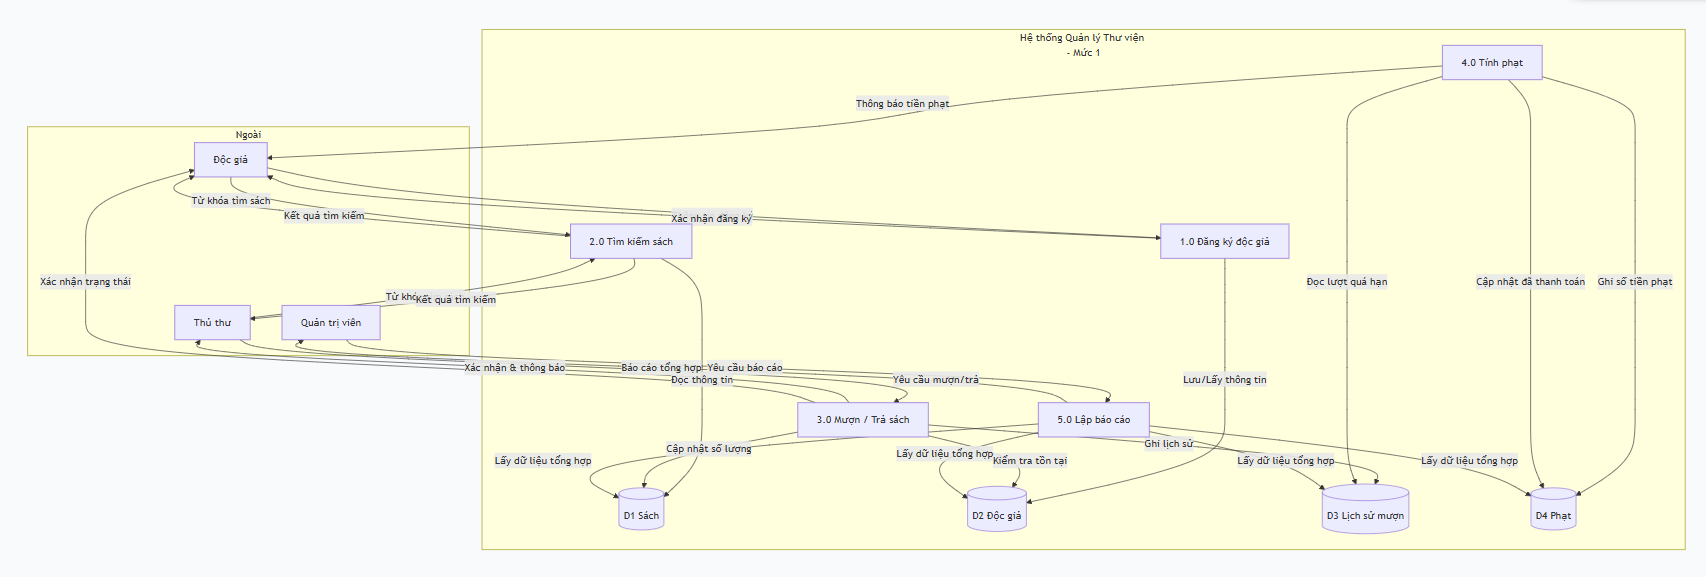 Hệ thống Quản lý Thư viện
- Mức 1
4.0 Tính phạt
Thông báo tiền phạt
Ngoài
Độc giả
Từ khóa tìm sách
Kết quả tìm kiếm
Xác nhận đăng ký
2.0 Tìm kiếm sách
1.0 Đăng ký độc giả
Xác nhận trạng thái
Đọc lượt quá hạn
Cập nhật đã thanh toán
Ghi số tiền phạt
Từ
Kết quả tìm kiếm
Thủ thư
Quản trị viên
Xác nhận & thông báo
Báo cáo tổng hợp
Yêu cầu báo cáo
Đọc thông tin
Yêu cầu mượn/trả
Lưu/Lấy thông tin
3.0 Mượn / Trả sách
5.0 Lập báo cáo
Ghi lịch sử
Cập nhật số lượng
Lấy dữ liệu tổng hợp
Lấy dữ liệu tổng hợp
Kiểm tra tồn tại
Lấy dữ liệu tổng hợp
Lấy dữ liệu tổng hợp
D1 Sách
D2 Độc giả
D3 Lịch sử mượn
D4 Phạt